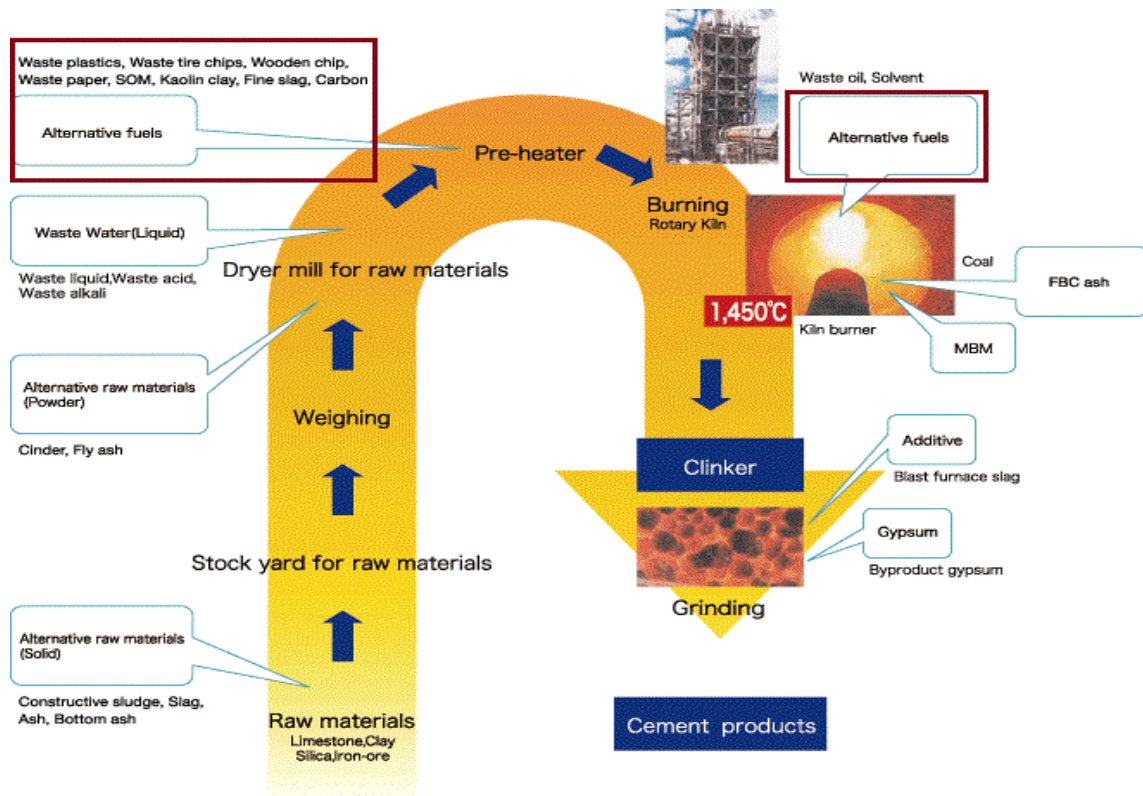 Waste plastics, Waste tire chips, Wooden chip,
Waste paper, SOM, Kaolin clay, Fine slag, Carbon
Alternative fuels
Waste Water(Liquid)
Waste liquid,Waste acid,
Waste alkali
Alternative raw materials
(Powder)
Cinder, Fly ash
Alternative raw materials
(Solid)
Constructive sludge, Slag,
Ash, Bottom ash
Raw materials
Limestone,Clay
Silica,Iron-ore
Stock yard for raw materials
Weighing
Dryer mill for raw materials
Pre-heater
Burning
Rotary Kiln
Waste oil, Solvent
Alternative fuels
Coal
FBC ash
1,450℃
Kiln burner
MBM
Clinker
Additive
Blast furnace slag
Gypsum
Byproduct gypsum
Grinding
Cement products